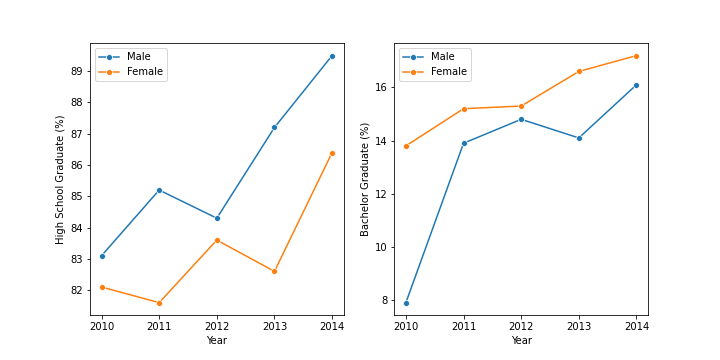 Male
Female
89
88
87
86
85
84
83
82
High School Graduate (%)
2010 2011 2012 2013 2014
Year
Male
Female
16
14
12
10
8
Bachelor Graduate (%)
2010 2011 2012 2013 2014
Year